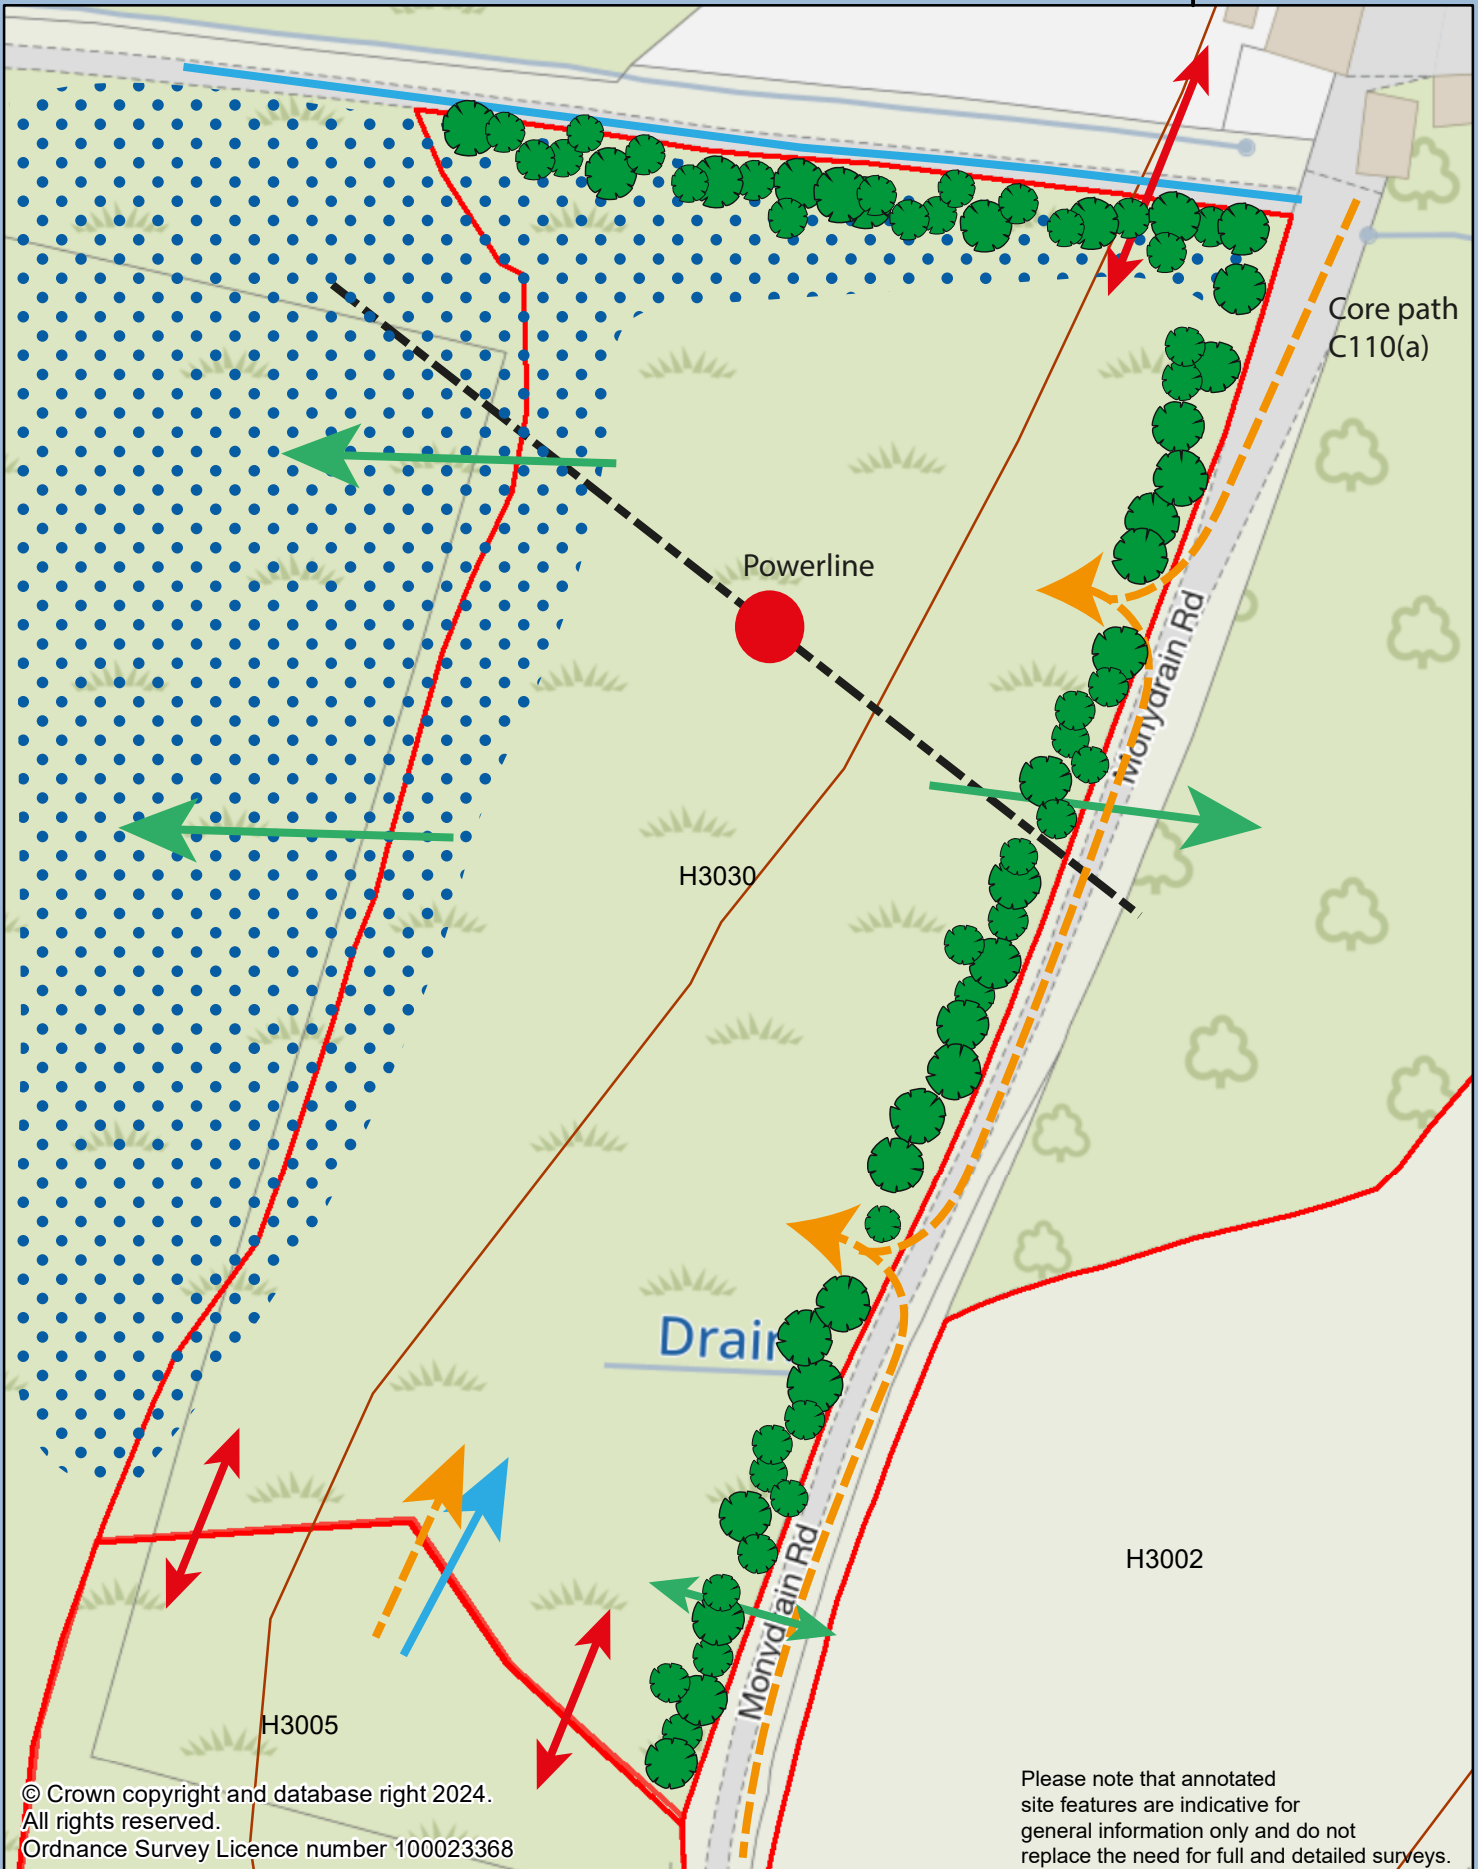 Core path
C110(a)
Powerline
Monydrain Rd
H3030
Drain
H3002
Monydrain Rd
H3005
© Crown copyright and database right 2024.
All rights reserved.
Ordnance Survey Licence number 100023368
Please note that annotated
site features are indicative for
general information only and do not
replace the need for full and detailed surveys.